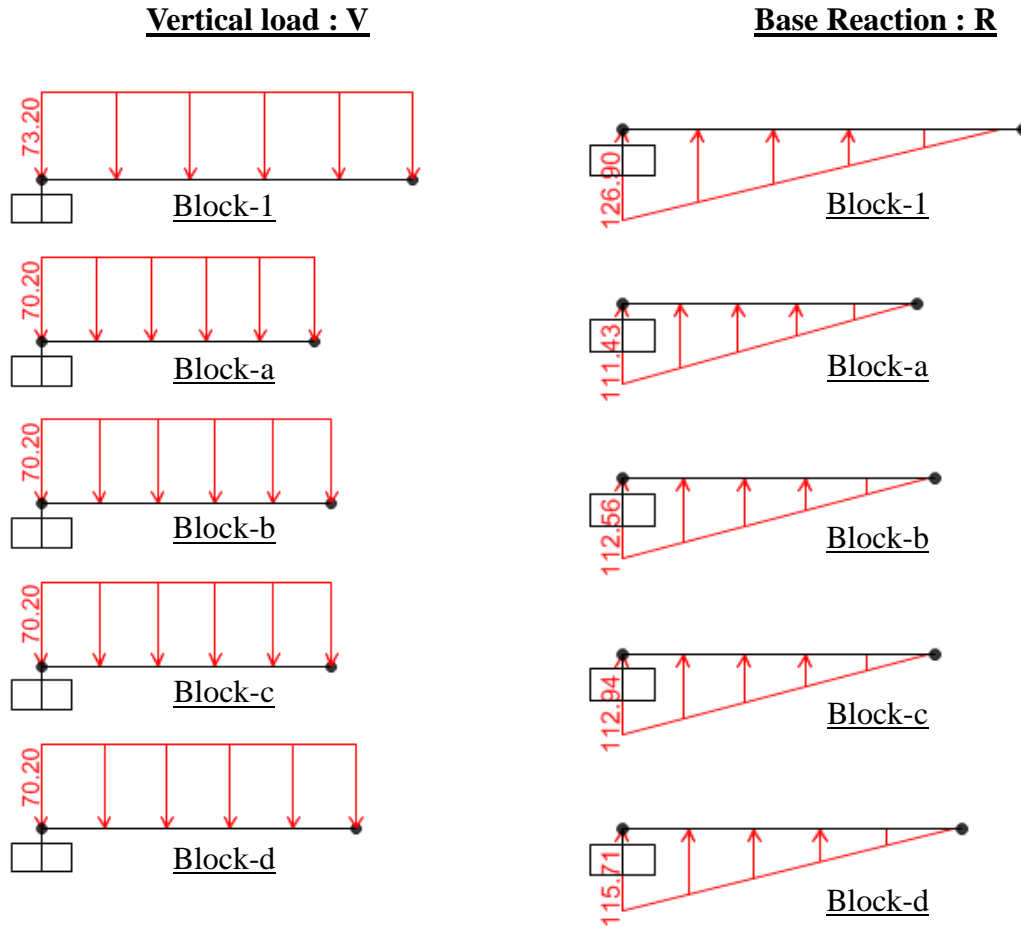 Vertical load : V
73.20
Block-1
70.20
Block-a
70.20
Block-b
70.20
Block-c
70.20
Block-d
Base Reaction : R
126.90
Block-1
111.43
Block-a
112.56
Block-b
112.94
Block-c
115.71
Block-d